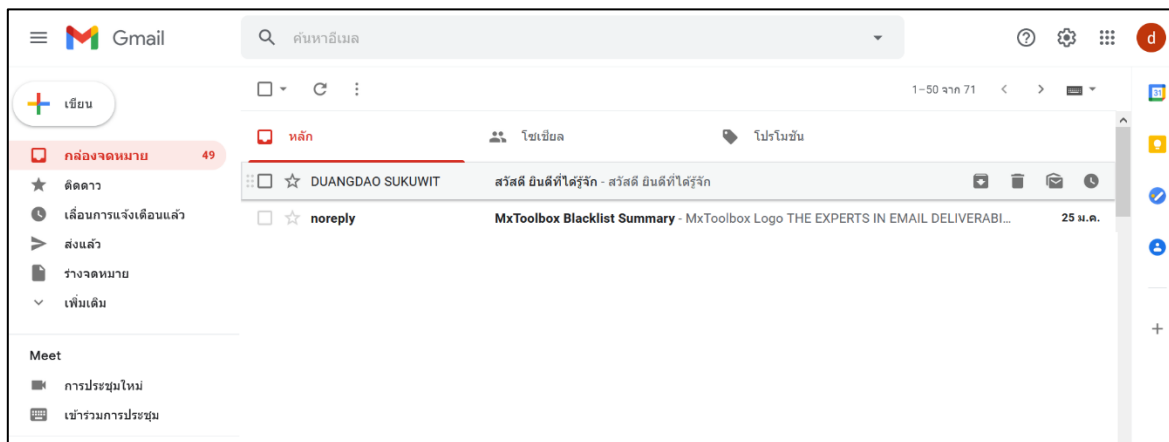 Gmail
ค้นหาอีเมล
d
เขียน
1–50 จาก 71
31
หลัก
โซเชียล
โปรโมชัน
กล่องจดหมาย 49
ติดดาว
DUANGDAO SUKUWIT สวัสดี ยินดีที่ได้รู้จัก - สวัสดี ยินดีที่ได้รู้จัก
เลื่อนการแจ้งเตือนแล้ว
noreply MxToolbox Blacklist Summary - MxToolbox Logo THE EXPERTS IN EMAIL DELIVERABI... 25 ม.ค.
ส่งแล้ว
ร่างจดหมาย
เพิ่มเติม
Meet
การประชุมใหม่
เข้าร่วมการประชุม